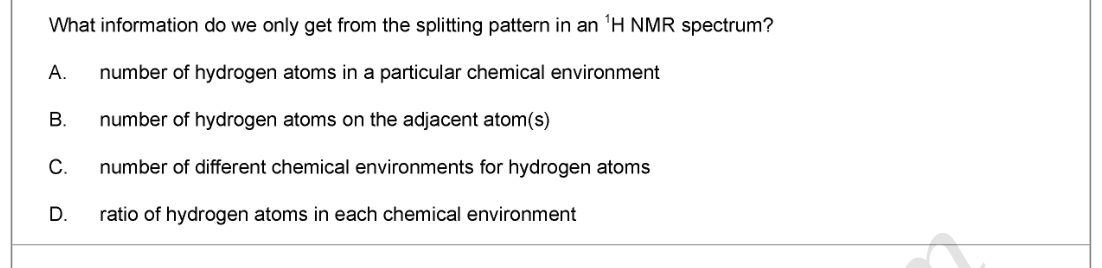 What information do we only get from the splitting pattern in an ¹H NMR spectrum?
A. number of hydrogen atoms in a particular chemical environment
B. number of hydrogen atoms on the adjacent atom(s)
C. number of different chemical environments for hydrogen atoms
D. ratio of hydrogen atoms in each chemical environment